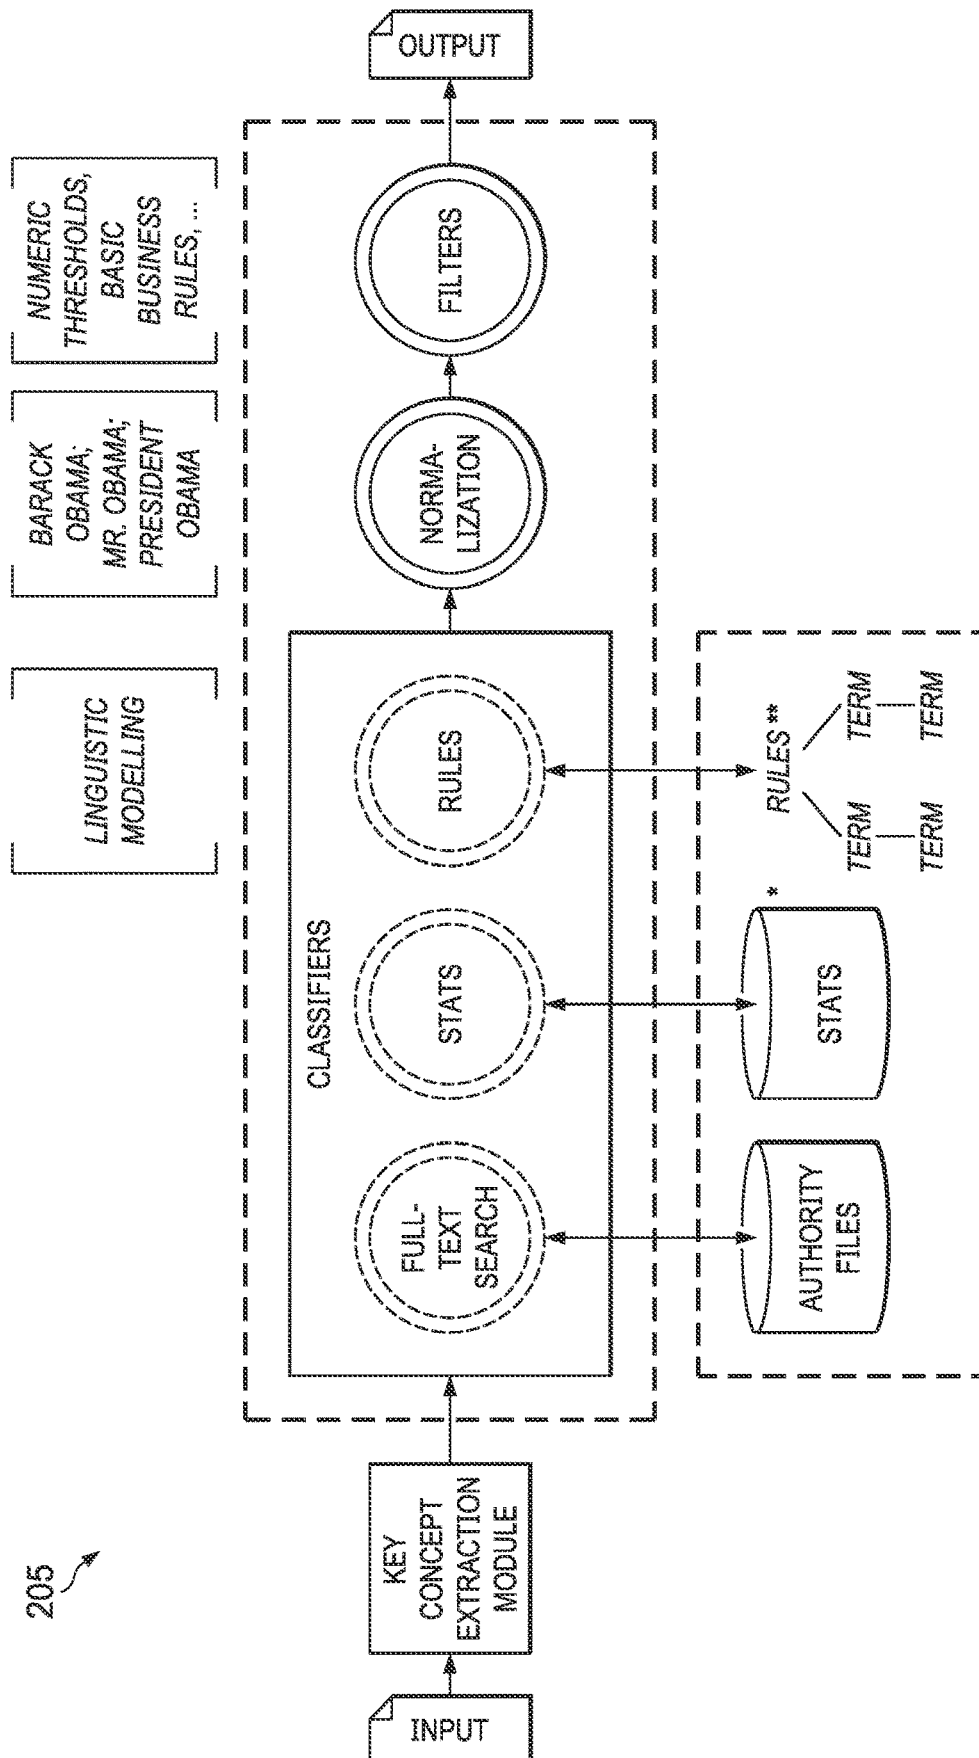 205
LINGUISTIC
MODELLING
BARACK
OBAMA;
MR. OBAMA;
PRESIDENT
OBAMA
NUMERIC
THRESHOLDS,
BASIC
BUSINESS
RULES, ...
INPUT
KEY
CONCEPT
EXTRACTION
MODULE
CLASSIFIERS
FULL-
TEXT
SEARCH
STATS
RULES
NORMA-
LIZATION
FILTERS
OUTPUT
AUTHORITY
FILES
STATS
*
RULES **
TERM
TERM
TERM
TERM